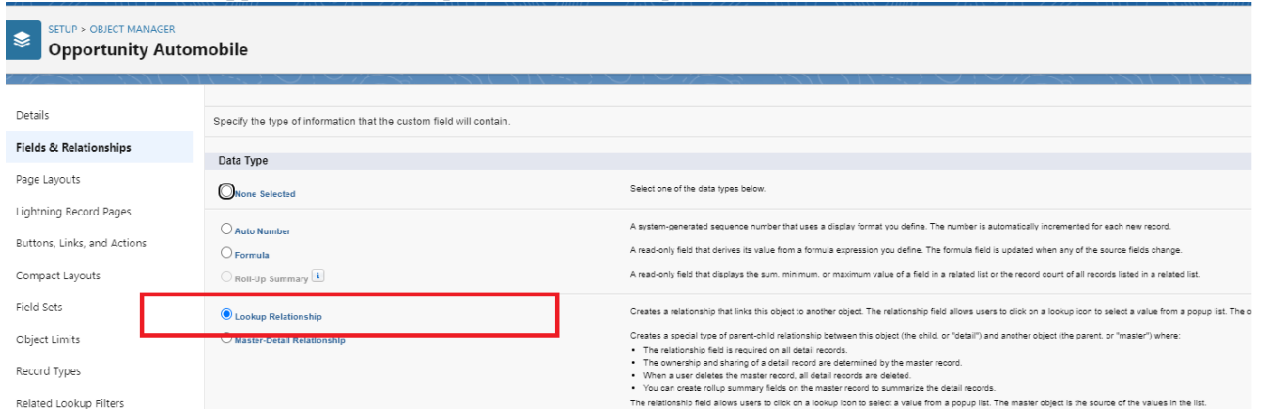 SETUP > OBJECT MANAGER
Opportunity Automobile
Details
Specify the type of information that the custom field will contain.
Fields & Relationships
Data Type
Page Layouts
None Selected
Select one of the data types below.
Lightning Record Pages
Auto Number
A system-generated sequence number that uses a display format you define. The number is automatically incremented for each new record.
Buttons, Links, and Actions
Formula
A read-only field that derives its value from a formula expression you define. The formula field is updated when any of the source fields change.
Compact Layouts
Roll-Up Summary i
A read-only field that displays the sum, minimum, or maximum value of a field in a related list or the record count of all records listed in a related list.
Field Sets
Lookup Relationship
Creates a relationship that links this object to another object. The relationship field allows users to click on a lookup icon to select a value from a popup list. The o
Object Limits
Master-Detail Relationship
Creates a special type of parent-child relationship between this object (the child, or "detail") and another object (the parent, or "master") where:
• The relationship field is required on all detail records.
• The ownership and sharing of a detail record are determined by the master record.
Record Types
• When a user deletes the master record, all detail records are deleted.
• You can create rollup summary fields on the master record to summarize the detail records.
Related Lookup Filters
The relationship field allows users to click on a lookup icon to select a value from a popup list. The master object is the source of the values in the list.